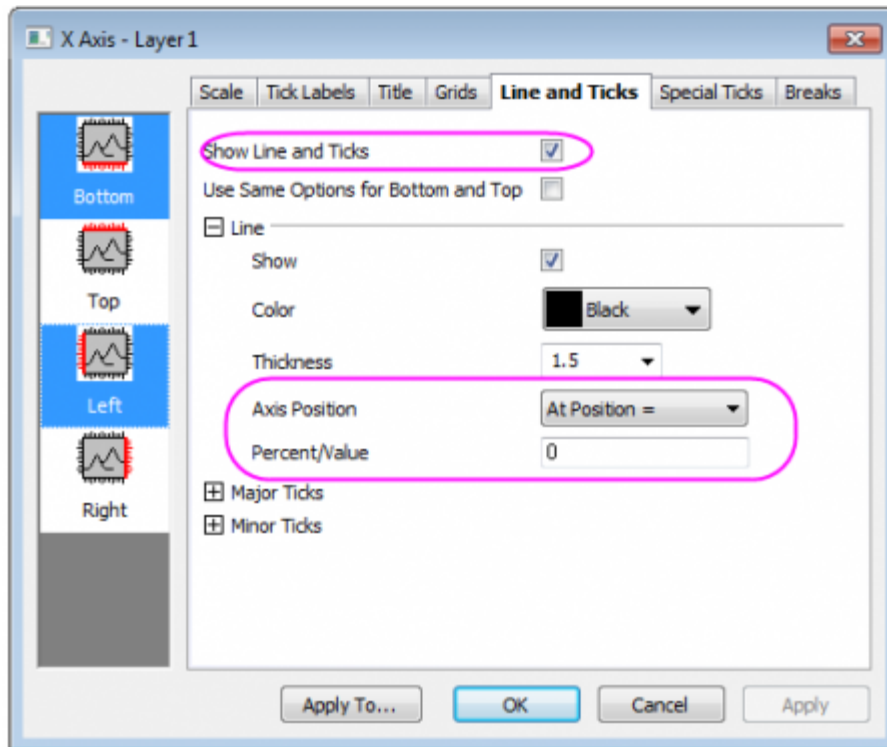 X Axis - Layer 1
Scale Tick Labels Title Grids Line and Ticks Special Ticks Breaks
Bottom
Top
Left
Right
Show Line and Ticks
Use Same Options for Bottom and Top
Line
Show
Color Black
Thickness 1.5
Axis Position At Position =
Percent/Value 0
Major Ticks
Minor Ticks
Apply To... OK Cancel Apply